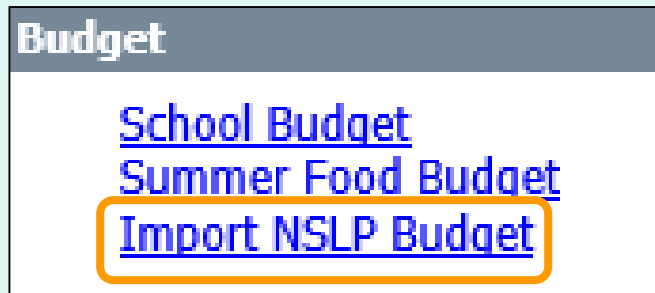 Budget
School Budget
Summer Food Budget
Import NSLP Budget